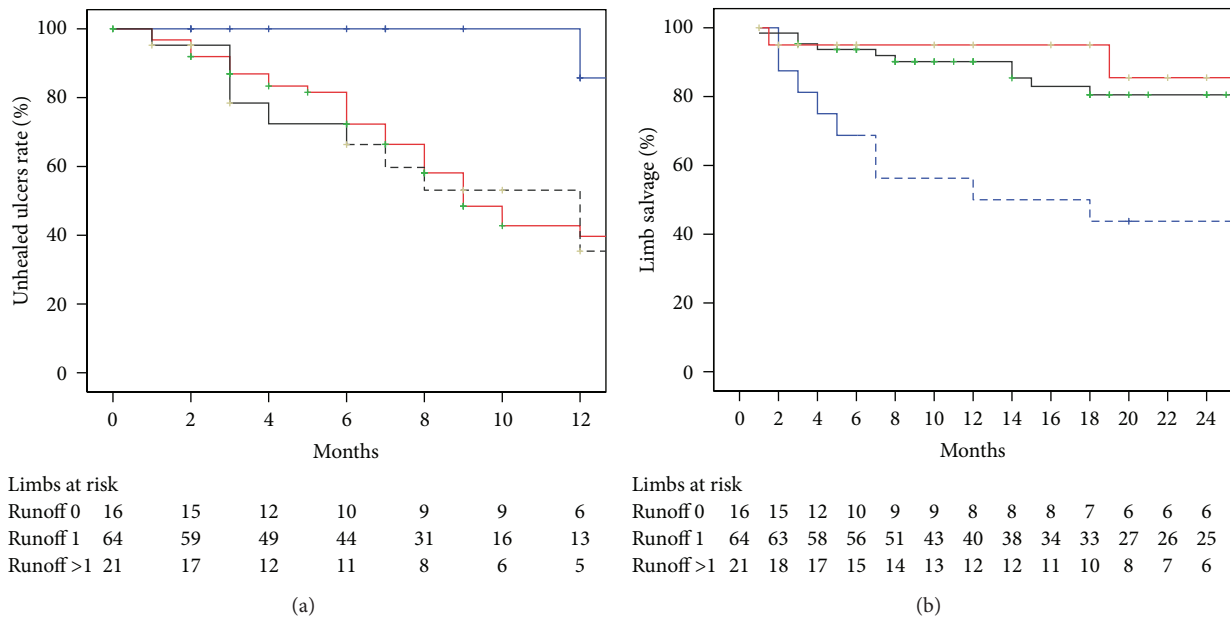 100
80
60
40
20
0
Unhealed ulcers rate (%)
0 2 4 6 8 10 12
Months
Limbs at risk
Runoff 0 16 15 12 10 9 9 6
Runoff 1 64 59 49 44 31 16 13
Runoff >1 21 17 12 11 8 6 5
(a)
100
80
60
40
20
0
Limb salvage (%)
0 2 4 6 8 10 12 14 16 18 20 22 24
Months
Limbs at risk
Runoff 0 16 15 12 10 9 9 8 8 8 7 6 6 6
Runoff 1 64 63 58 56 51 43 40 38 34 33 27 26 25
Runoff >1 21 18 17 15 14 13 12 12 11 10 8 7 6
(b)